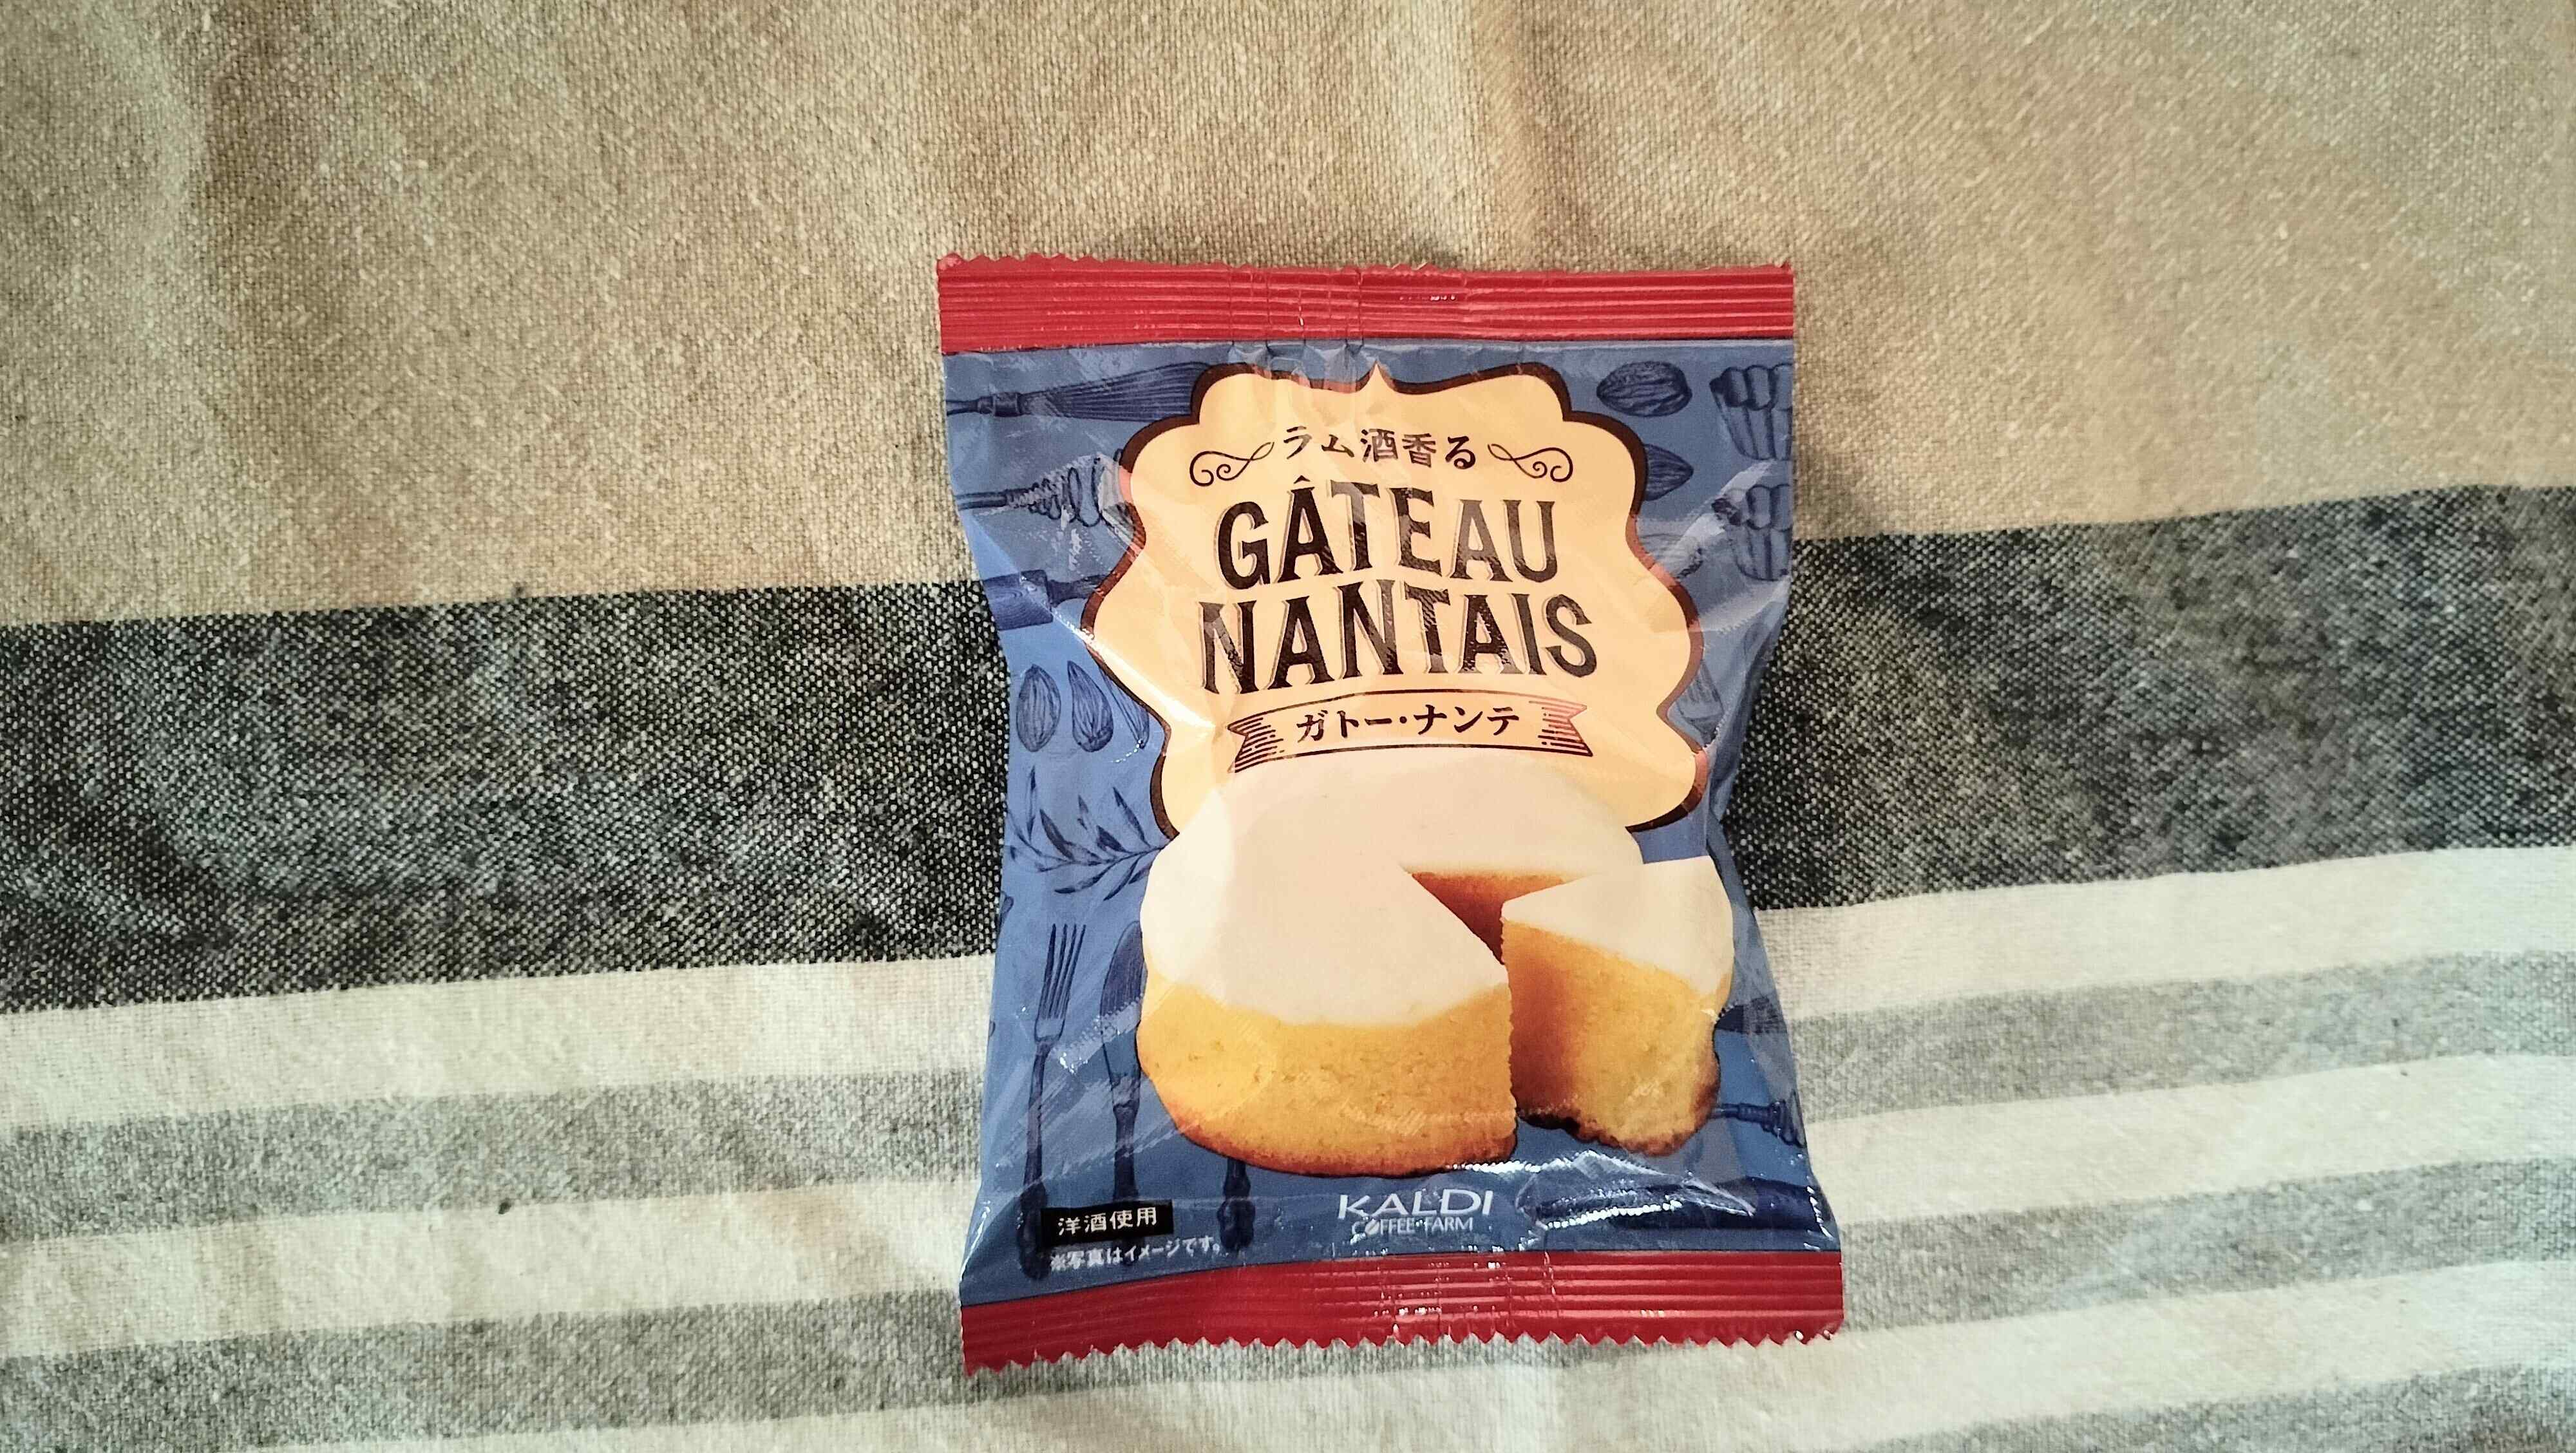 ラム酒香る
GÂTEAU
NANTAIS
ガトー・ナンテ
KALDI
COFFEE FARM
洋酒使用
※写真はイメージです。